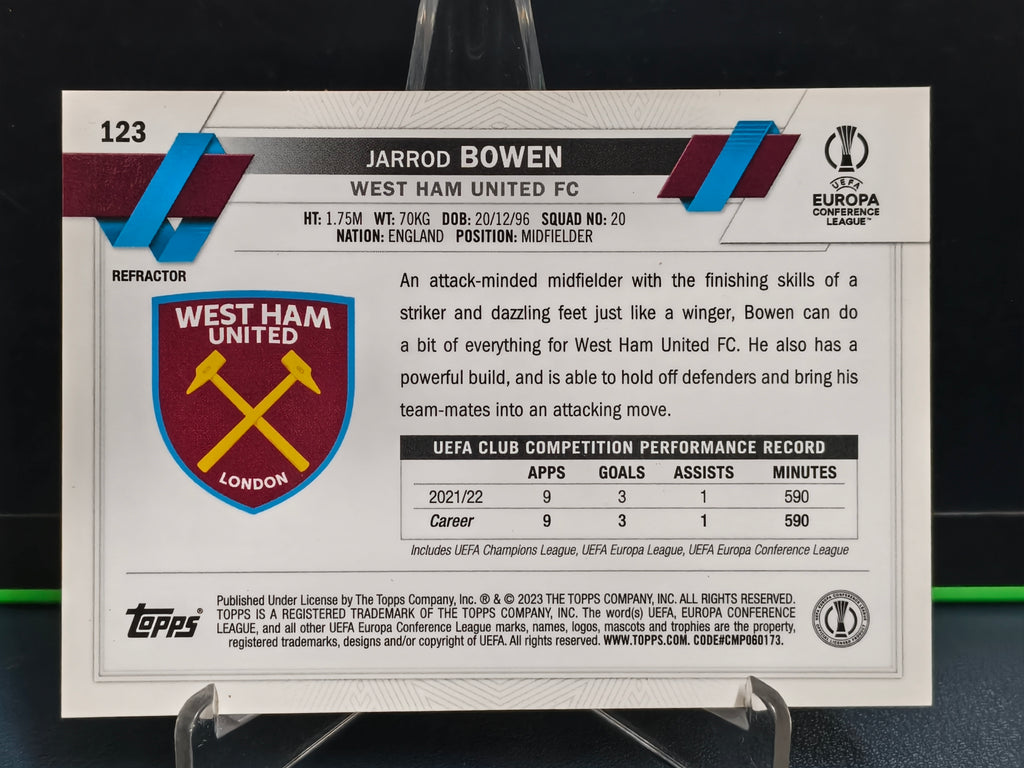 123
JARROD BOWEN
WEST HAM UNITED FC
HT: 1.75M WT: 70KG DOB: 20/12/96 SQUAD NO: 20
NATION: ENGLAND POSITION: MIDFIELDER
UEFA
EUROPA
CONFERENCE
LEAGUE™
REFRACTOR
WEST HAM
UNITED
LONDON
An attack-minded midfielder with the finishing skills of a
striker and dazzling feet just like a winger, Bowen can do
a bit of everything for West Ham United FC. He also has a
powerful build, and is able to hold off defenders and bring his
team-mates into an attacking move.
UEFA CLUB COMPETITION PERFORMANCE RECORD
APPS GOALS ASSISTS MINUTES
2021/22 9 3 1 590
Career 9 3 1 590
Includes UEFA Champions League, UEFA Europa League, UEFA Europa Conference League
topps®
Published Under License by The Topps Company, Inc. ® & © 2023 THE TOPPS COMPANY, INC. ALL RIGHTS RESERVED.
TOPPS IS A REGISTERED TRADEMARK OF THE TOPPS COMPANY, INC. The word(s) UEFA, EUROPA CONFERENCE
LEAGUE, and all other UEFA Europa Conference League marks, names, logos, mascots and trophies are the property,
registered trademarks, designs and/or copyright of UEFA. All rights reserved. WWW.TOPPS.COM. CODE#CMP060173.